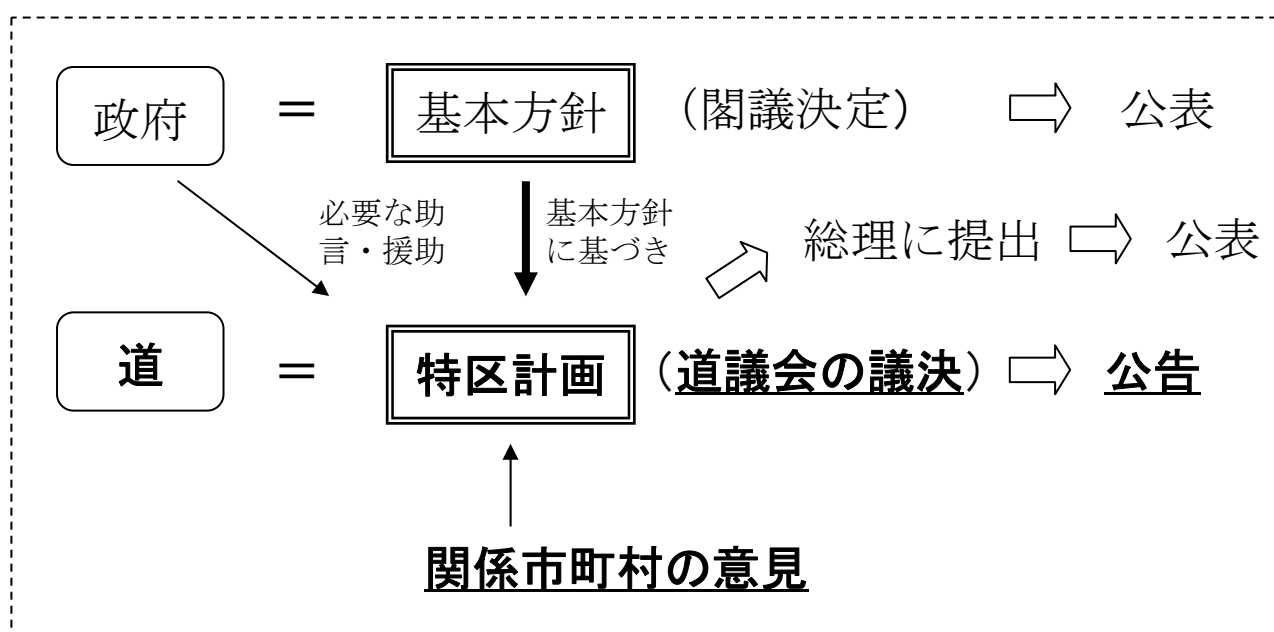 政府 = 基本方針 （閣議決定） ⇨ 公表
必要な助
言・援助
基本方針
に基づき
総理に提出 ⇨ 公表
道 = 特区計画 （道議会の議決） ⇨ 公告
関係市町村の意見